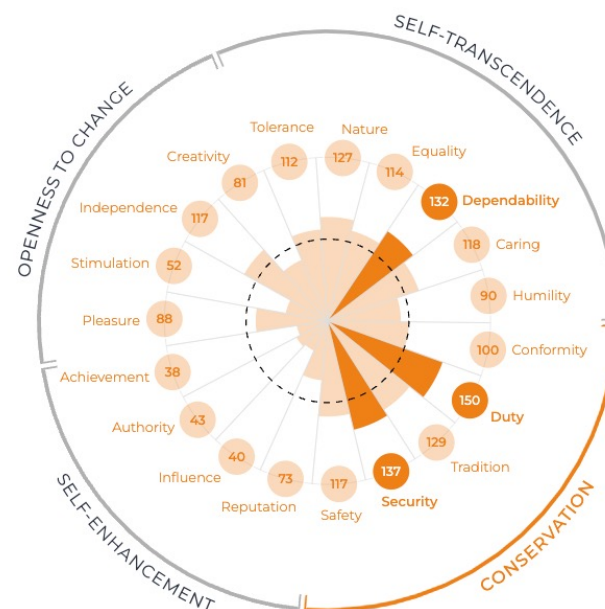 SELF-TRANSCENDENCE
OPENNESS TO CHANGE
Tolerance
112
Nature
127
Equality
114
Dependability
132
Caring
118
Humility
90
Conformity
100
Duty
150
Tradition
129
Security
137
Safety
117
Reputation
73
Influence
40
Authority
43
Achievement
38
Pleasure
88
Stimulation
52
Independence
117
Creativity
81
SELF-ENHANCEMENT
CONSERVATION